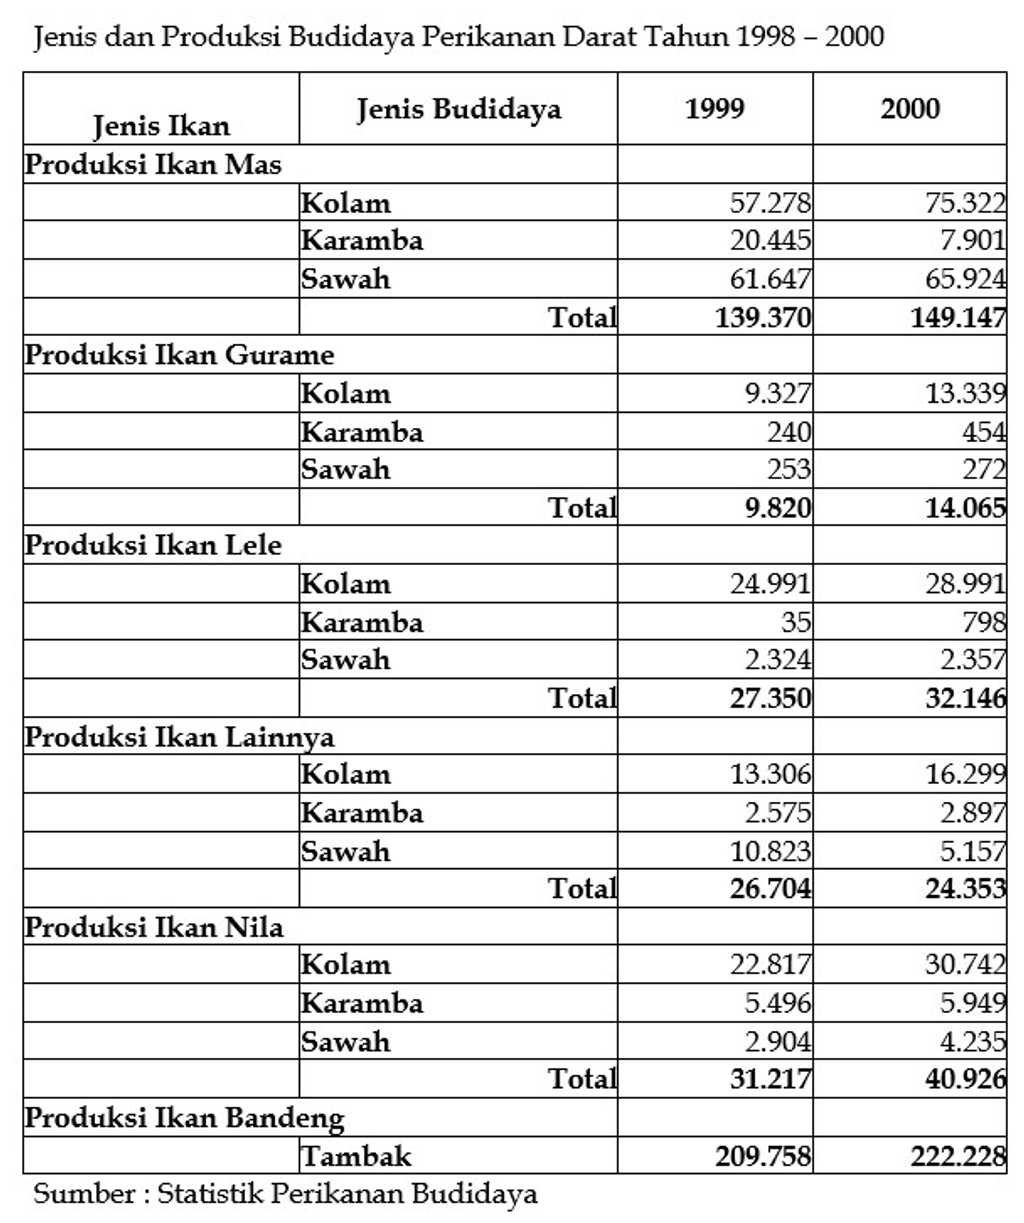 Jenis dan Produksi Budidaya Perikanan Darat Tahun 1998 – 2000
Jenis Ikan Jenis Budidaya 1999 2000
Produksi Ikan Mas
Kolam 57.278 75.322
Karamba 20.445 7.901
Sawah 61.647 65.924
Total 139.370 149.147
Produksi Ikan Gurame
Kolam 9.327 13.339
Karamba 240 454
Sawah 253 272
Total 9.820 14.065
Produksi Ikan Lele
Kolam 24.991 28.991
Karamba 35 798
Sawah 2.324 2.357
Total 27.350 32.146
Produksi Ikan Lainnya
Kolam 13.306 16.299
Karamba 2.575 2.897
Sawah 10.823 5.157
Total 26.704 24.353
Produksi Ikan Nila
Kolam 22.817 30.742
Karamba 5.496 5.949
Sawah 2.904 4.235
Total 31.217 40.926
Produksi Ikan Bandeng
Tambak 209.758 222.228
Sumber : Statistik Perikanan Budidaya